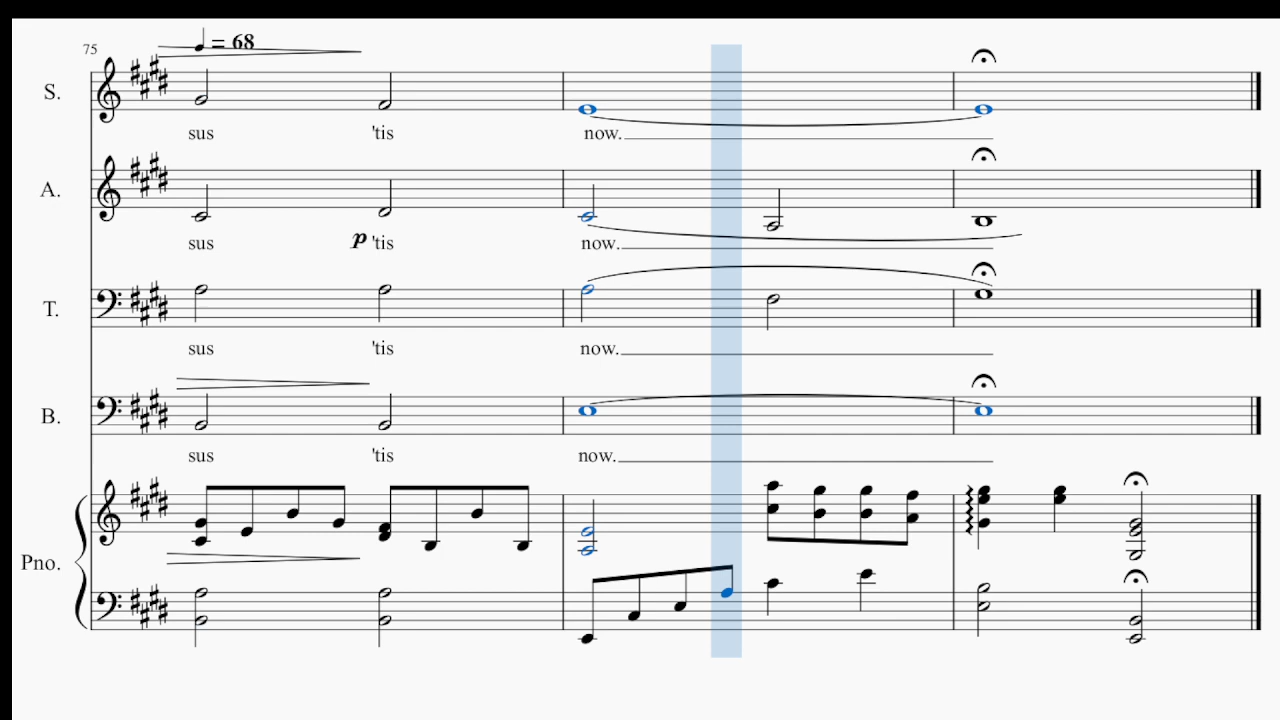 75
= 68
S.
sus 'tis now.
A.
sus p 'tis now.
T.
sus 'tis now.
B.
sus 'tis now.
Pno.